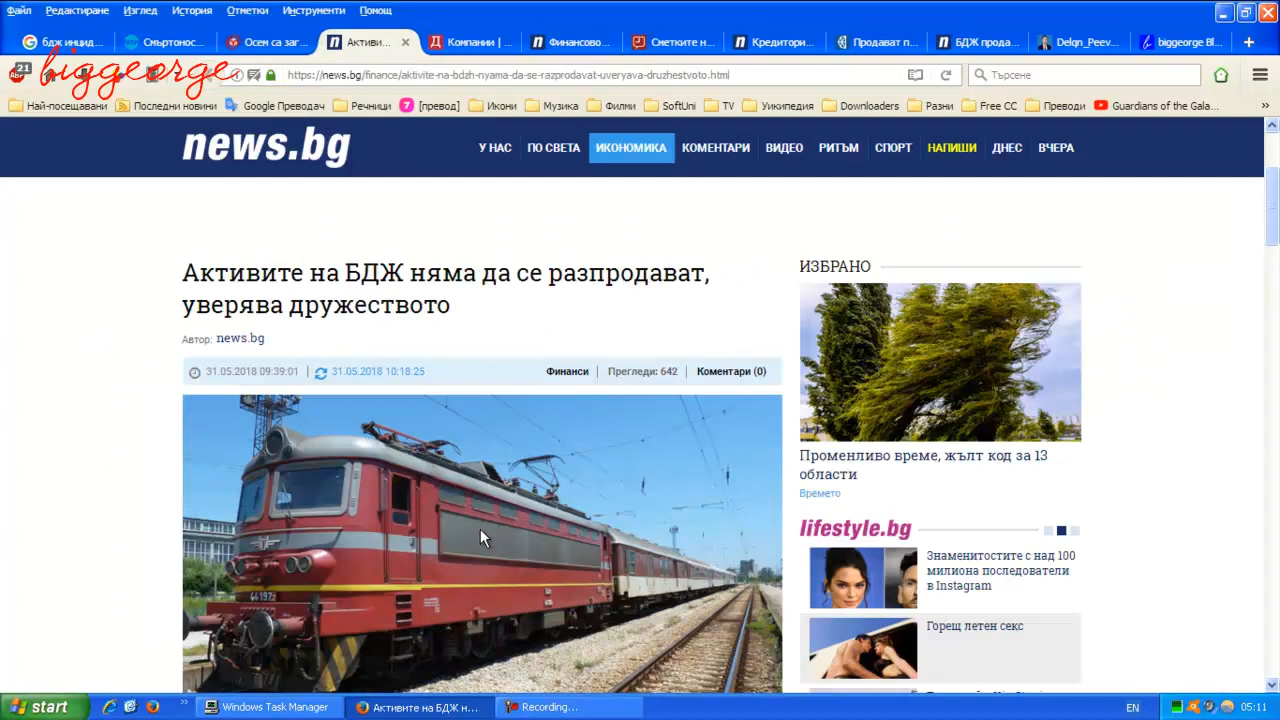 Файл Редактиране Изглед История Отметки Инструменти Помощ
бдж инцид... Смъртонос... Осем са заг... Активи... × Компании | ... Финансово... Сметките н... Кредитори... Продават п... БДЖ прода... Delqn_Peev... biggeorge Bl...
biggeorge
21
https://news.bg/finance/aktivite-na-bdzh-nyama-da-se-razprodavat-uveryava-druzhestvoto.html
Търсене
Най-посещавани Последни новини Google Преводач Речници [превод] Икони Музика Филми SoftUni TV Уикипедия Downloaders Разни Free CC Преводи Guardians of the Gala...
news.bg
У НАС ПО СВЕТА ИКОНОМИКА КОМЕНТАРИ ВИДЕО РИТЪМ СПОРТ НАПИШИ ДНЕС ВЧЕРА
Активите на БДЖ няма да се разпродават,
уверява дружеството
Автор: news.bg
31.05.2018 09:39:01 | 31.05.2018 10:18:25 Финанси | Прегледи: 642 | Коментари (0)
44 197
ИЗБРАНО
Променливо време, жълт код за 13
области
Времето
lifestyle.bg
Знаменитостите с над 100
милиона последователи
в Instagram
Горещ летен секс
start Windows Task Manager Активите на БДЖ н... Recording... EN 05:11